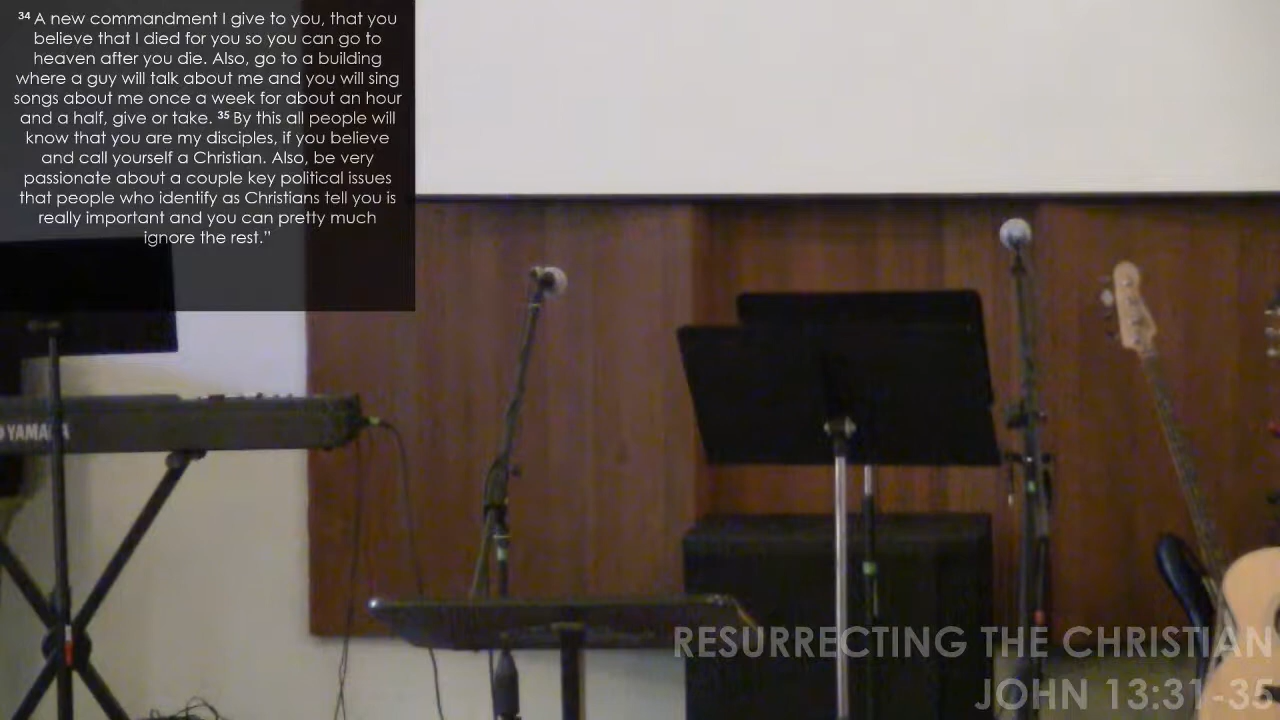 ³⁴ A new commandment I give to you, that you
believe that I died for you so you can go to
heaven after you die. Also, go to a building
where a guy will talk about me and you will sing
songs about me once a week for about an hour
and a half, give or take. ³⁵ By this all people will
know that you are my disciples, if you believe
and call yourself a Christian. Also, be very
passionate about a couple key political issues
that people who identify as Christians tell you is
really important and you can pretty much
ignore the rest.”
YAMAHA
RESURRECTING THE CHRISTIAN
JOHN 13:31-35